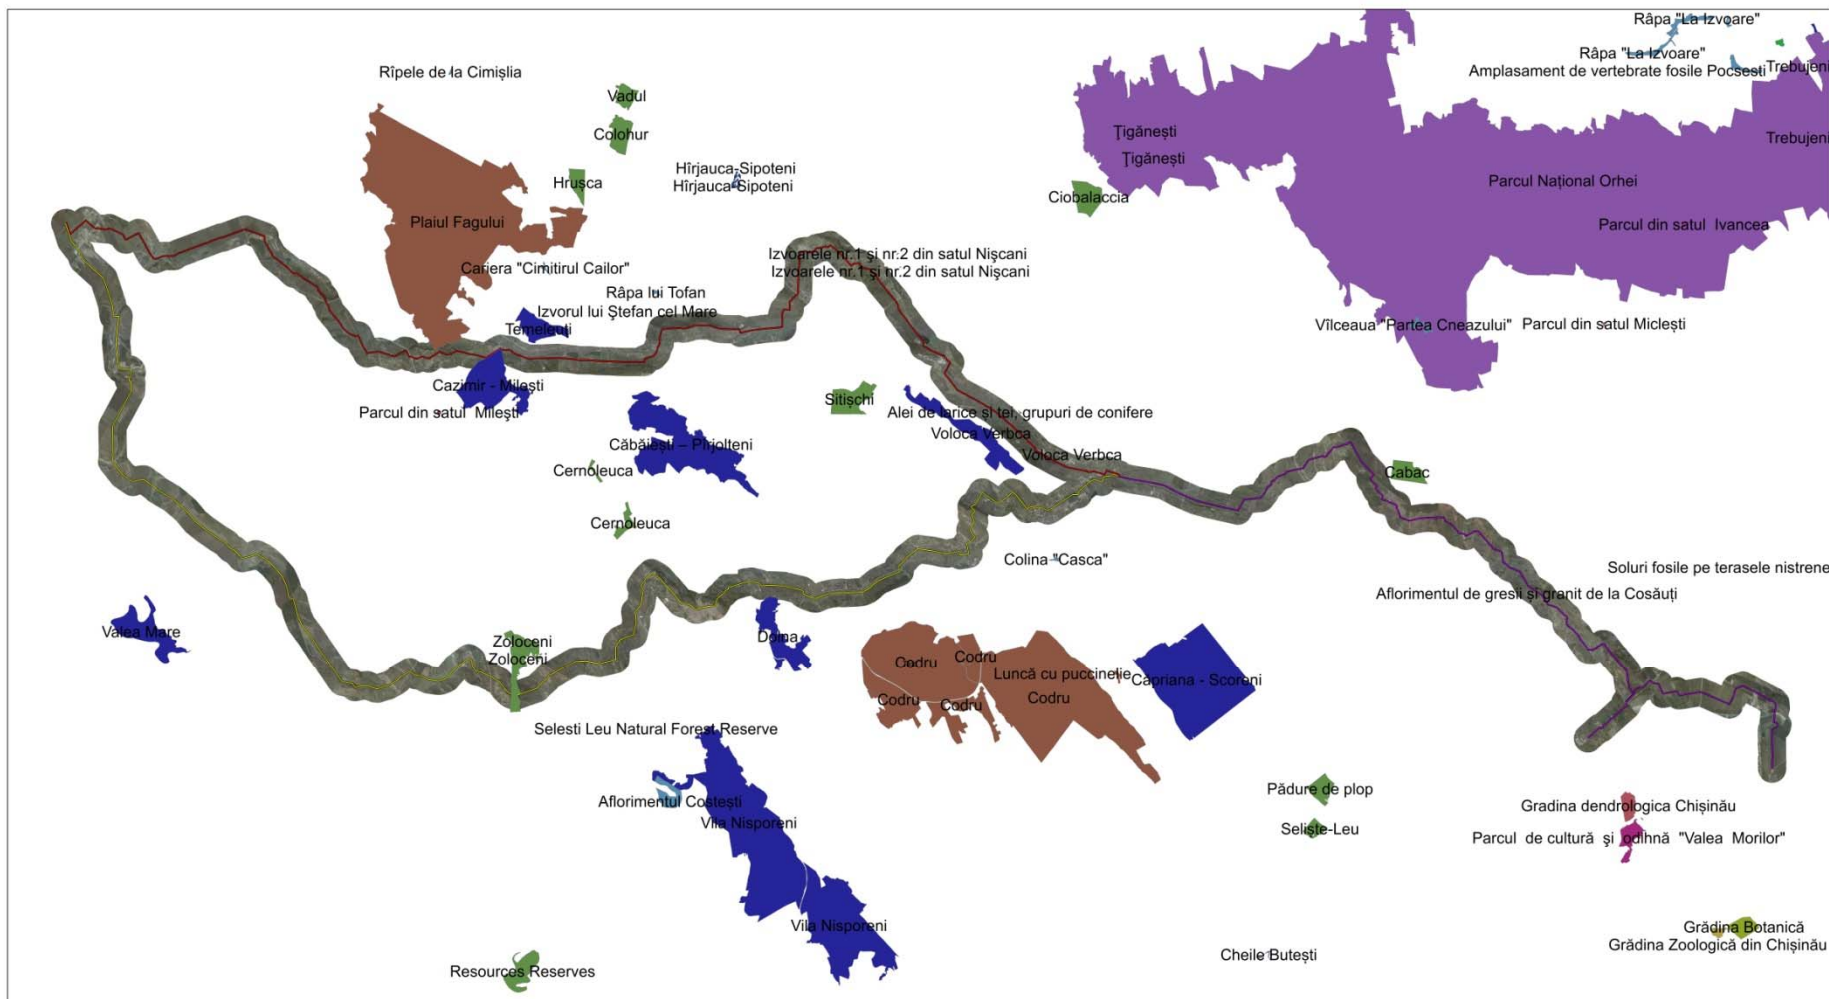 Râpa "La Izvoare"
Râpa "La Izvoare"
Amplasament de vertebrate fosile Pocsesti
Trebujeni
Rîpele de la Cimișlia
Vadul
Colohur
Țigănești
Trebujeni
Țigănești
Hîrjauca-Sipoteni
Hîrjauca-Sipoteni
Hrușca
Parcul Național Orhei
Ciobalaccia
Plaiul Fagului
Parcul din satul Ivancea
Izvoarele nr.1 și nr.2 din satul Nișcani
Izvoarele nr.1 și nr.2 din satul Nișcani
Cariera "Cimitirul Cailor"
Râpa lui Tofan
Izvorul lui Ștefan cel Mare
Temeleuți
Vîlceaua "Partea Cneazului"
Parcul din satul Miclești
Cazimir - Milești
Parcul din satul Milești
Sitișchi
Alei de larice si tei, grupuri de conifere
Voloca Verbca
Căbăiești – Pîrjolteni
Voloca Verbca
Cernoleuca
Cabac
Cernoleuca
Colina "Casca"
Soluri fosile pe terasele nistrene
Aflorimentul de gresii și granit de la Cosăuți
Valea Mare
Doina
Zoloceni
Zoloceni
Codru
Codru
Luncă cu puccinelie
Capriana - Scoreni
Codru
Codru
Codru
Selesti Leu Natural Forest Reserve
Pădure de plop
Aflorimentul Costești
Gradina dendrologica Chișinău
Vila Nisporeni
Seliște-Leu
Parcul de cultură și odihnă "Valea Morilor"
Vila Nisporeni
Grădina Botanică
Grădina Zoologică din Chișinău
Cheile Butești
Resources Reserves